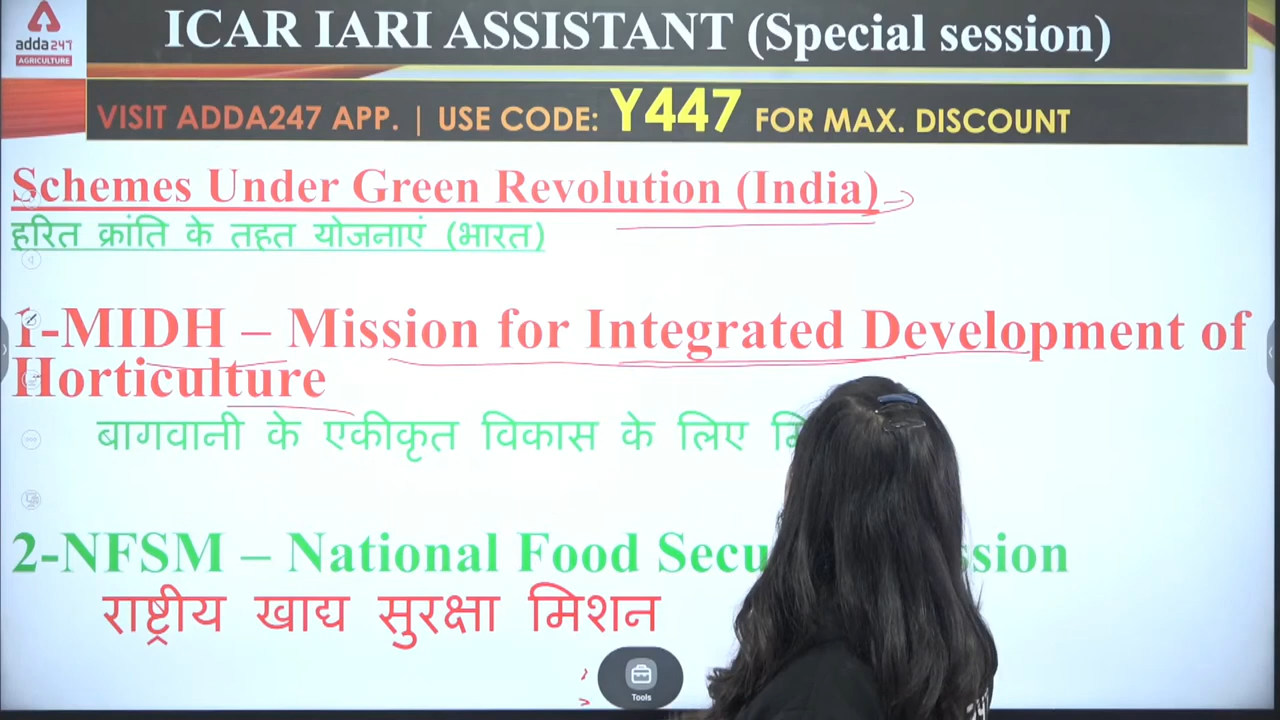 adda247
AGRICULTURE
ICAR IARI ASSISTANT (Special session)
VISIT ADDA247 APP. | USE CODE: Y447 FOR MAX. DISCOUNT
Schemes Under Green Revolution (India)
हरित क्रांति के तहत योजनाएं (भारत)
1-MIDH – Mission for Integrated Development of
Horticulture
बागवानी के एकीकृत विकास के लिए
2-NFSM – National Food
राष्ट्रीय खाद्य सुरक्षा मिशन
Tools